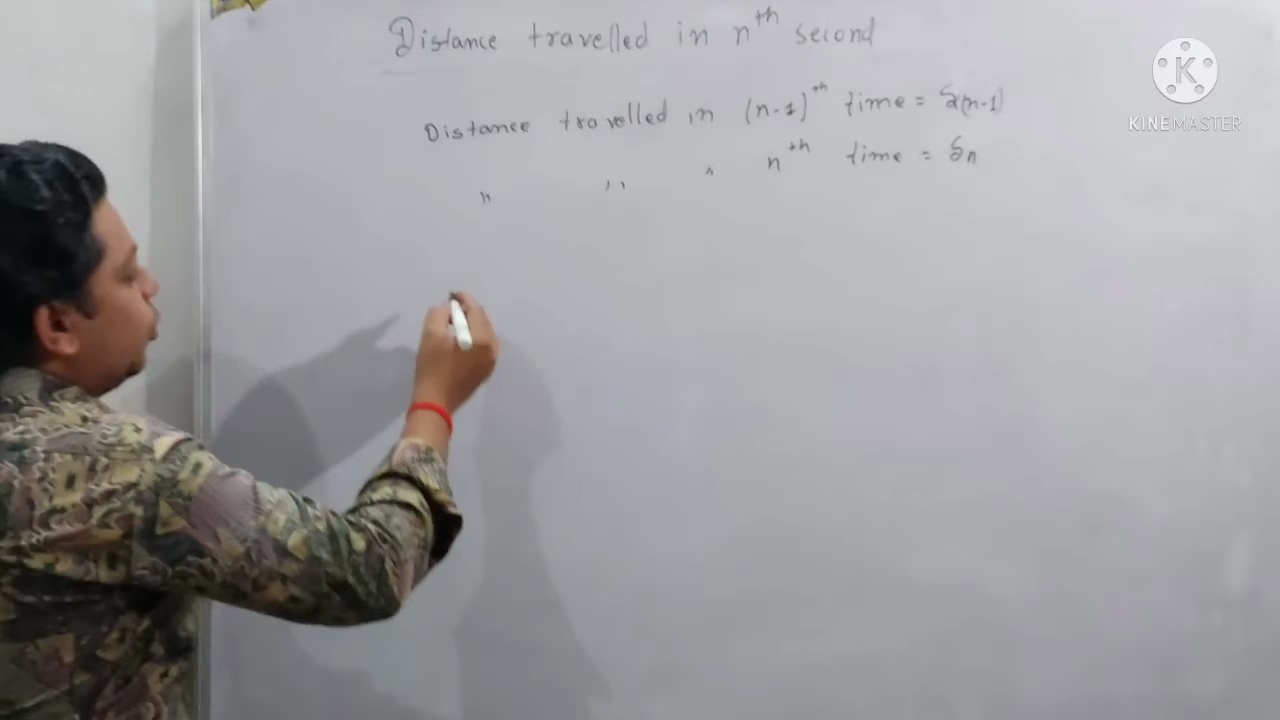 Distance travelled in nth second
Distance travelled in (n-1)th time = S(n-1)
" " " nth time = Sn
K
KINEMASTER